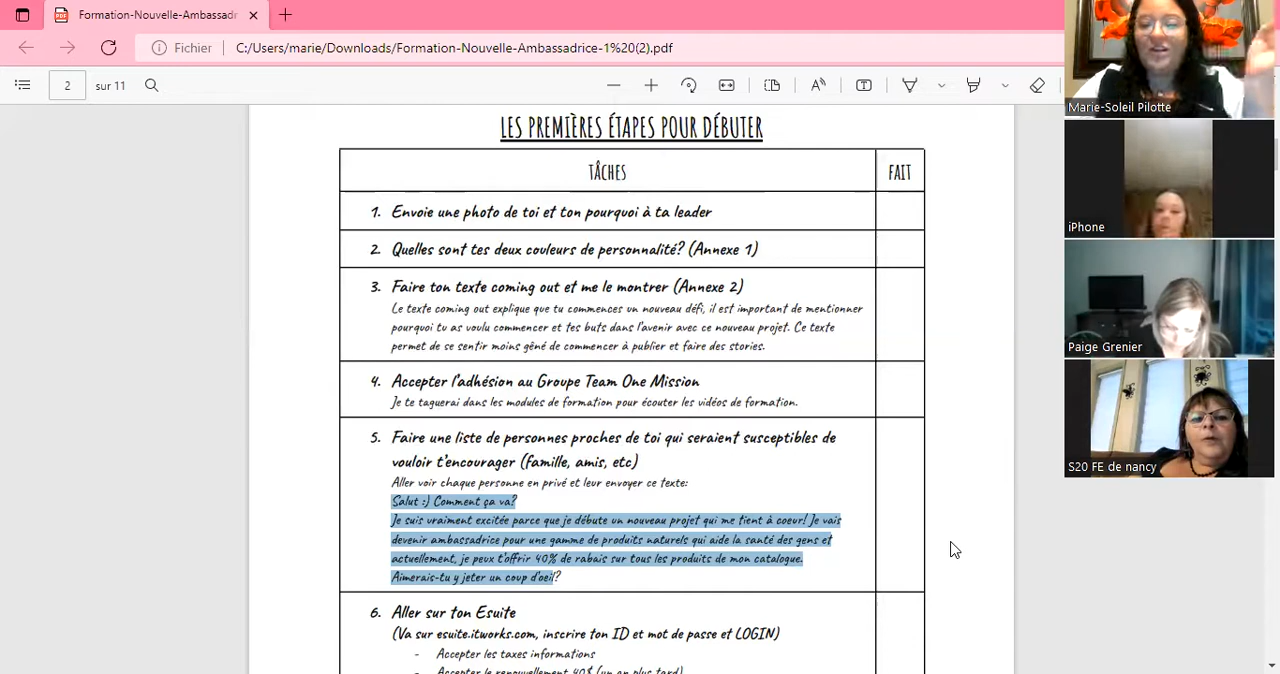 Formation-Nouvelle-Ambassadr
Fichier
C:/Users/marie/Downloads/Formation-Nouvelle-Ambassadrice-1%20(2).pdf
2 sur 11
LES PREMIÈRES ÉTAPES POUR DÉBUTER
TÂCHES FAIT
1. Envoie une photo de toi et ton pourquoi à ta leader
2. Quelles sont tes deux couleurs de personnalité? (Annexe 1)
3. Faire ton texte coming out et me le montrer (Annexe 2)
Le texte coming out explique que tu commences un nouveau défi, il est important de mentionner
pourquoi tu as voulu commencer et tes buts dans l'avenir avec ce nouveau projet. Ce texte
permet de se sentir moins gêné de commencer à publier et faire des stories.
4. Accepter l'adhésion au Groupe Team One Mission
Je te taguerai dans les modules de formation pour écouter les vidéos de formation.
5. Faire une liste de personnes proches de toi qui seraient susceptibles de
vouloir t'encourager (famille, amis, etc)
Aller voir chaque personne en privé et leur envoyer ce texte:
Salut :) Comment ça va?
Je suis vraiment excitée parce que je débute un nouveau projet qui me tient à coeur! Je vais
devenir ambassadrice pour une gamme de produits naturels qui aide la santé des gens et
actuellement, je peux t'offrir 40% de rabais sur tous les produits de mon catalogue.
Aimerais-tu y jeter un coup d'oeil?
6. Aller sur ton Esuite
(Va sur esuite.itworks.com, inscrire ton ID et mot de passe et LOGIN)
- Accepter les taxes informations
- Accepter le renouvellement 40$ (un an plus tard)
Marie-Soleil Pilotte
iPhone
Paige Grenier
S20 FE de nancy